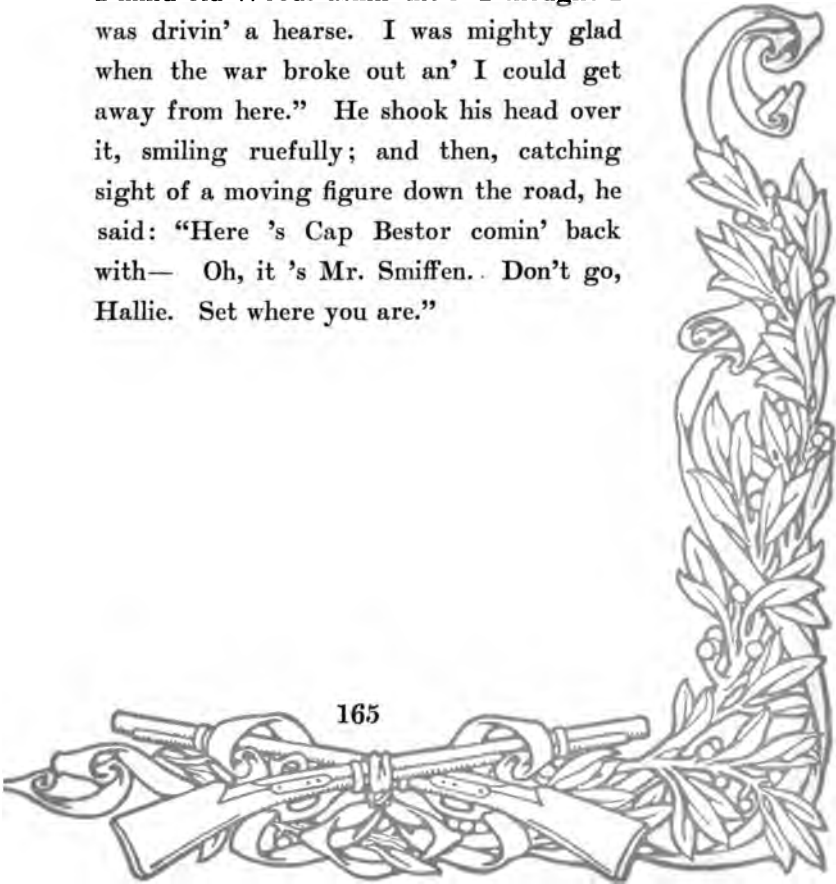 was drivin' a hearse. I was mighty glad
when the war broke out an' I could get
away from here.” He shook his head over
it, smiling ruefully; and then, catching
sight of a moving figure down the road, he
said: “Here 's Cap Bestor comin' back
with— Oh, it 's Mr. Smiffen. Don't go,
Hallie. Set where you are.”
165